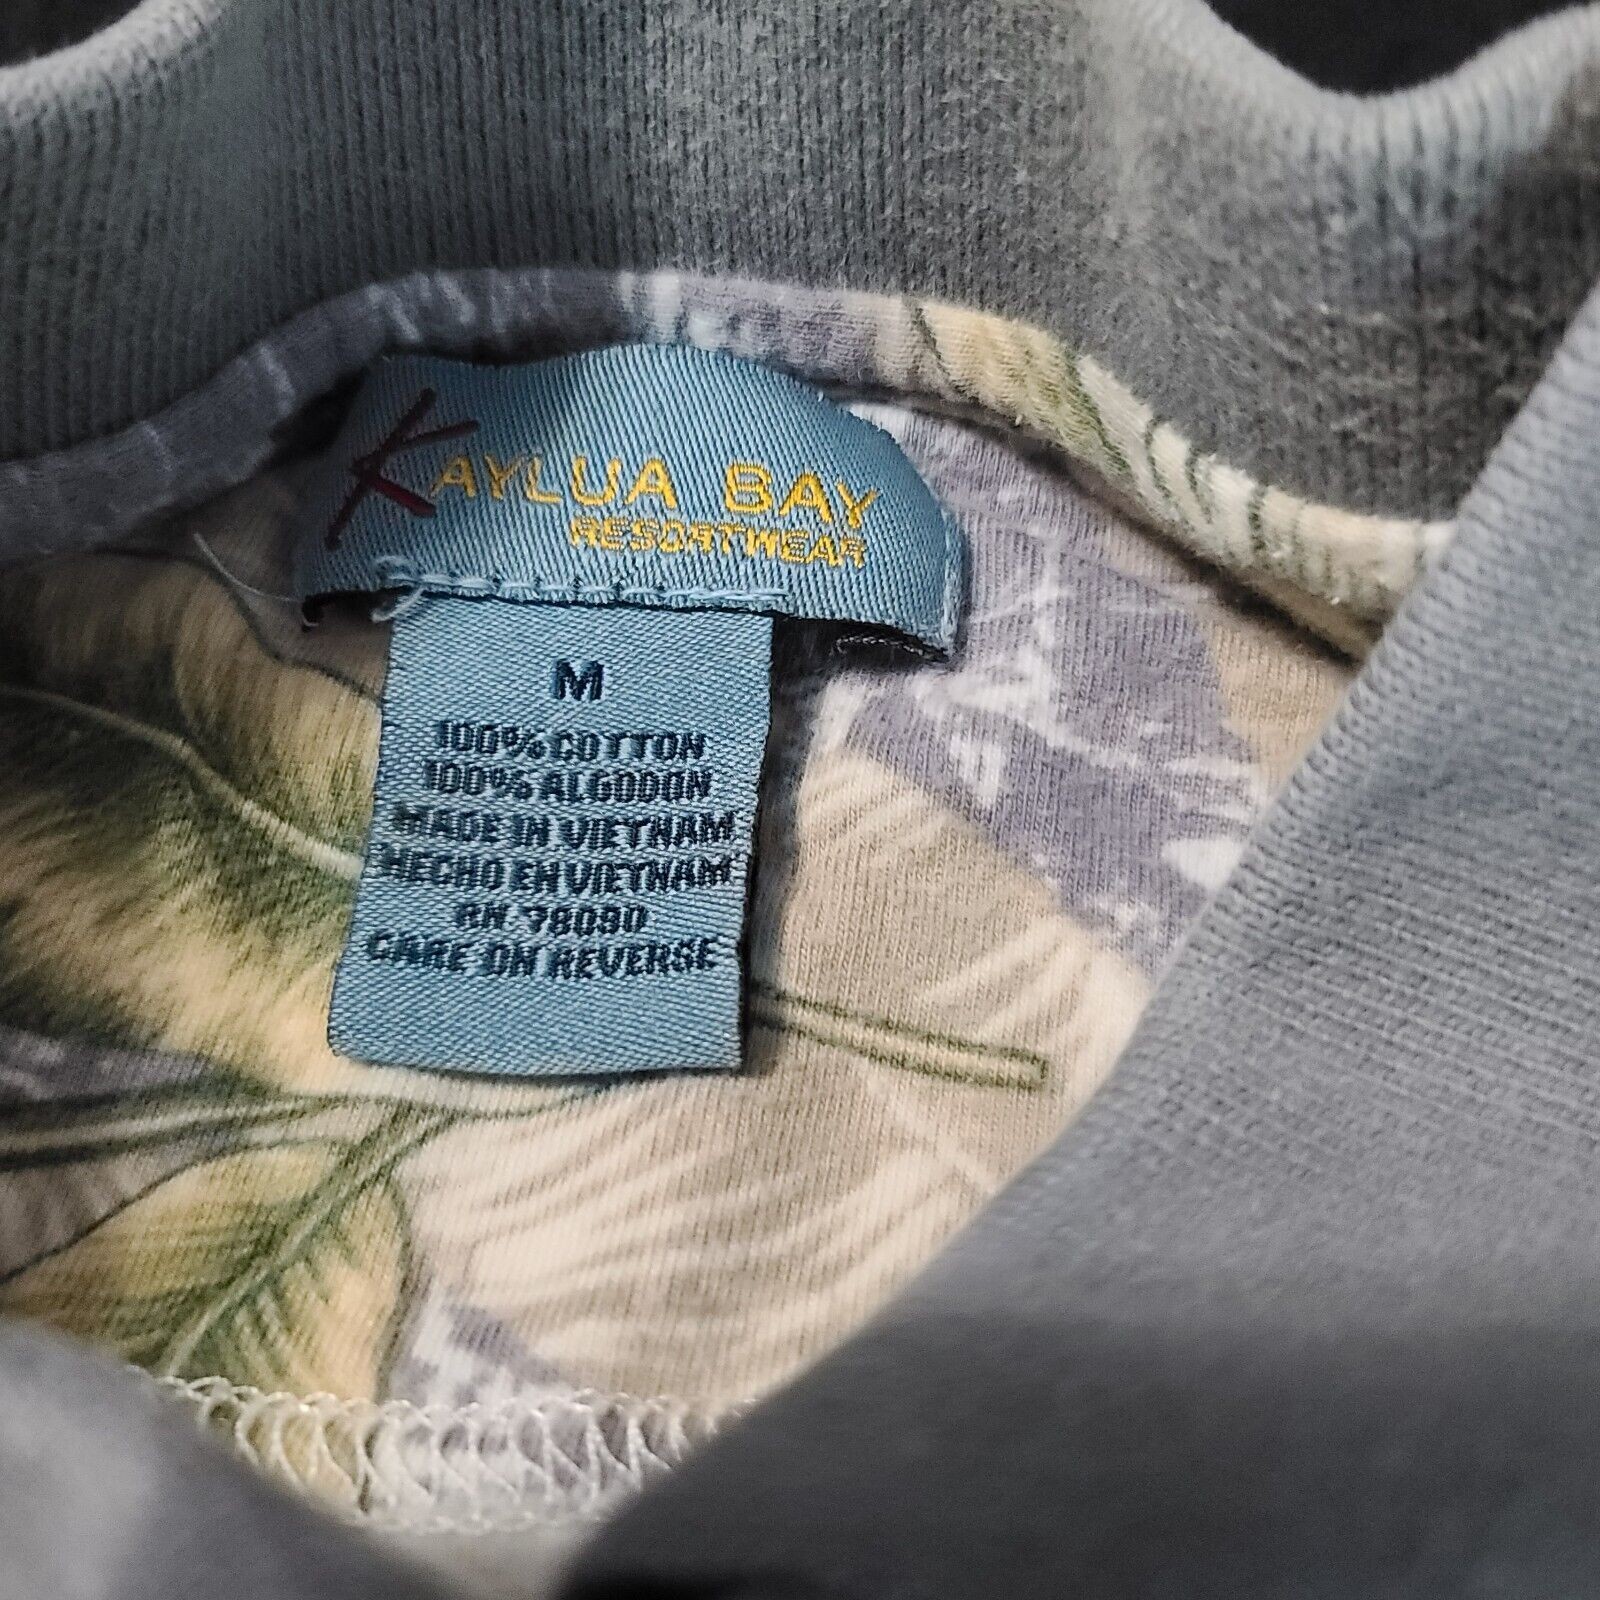 KAYLUA BAY
RESORTWEAR
M
100% COTTON
100% ALGODON
MADE IN VIETNAM
HECHO EN VIETNAM
RN 78090
CARE ON REVERSE